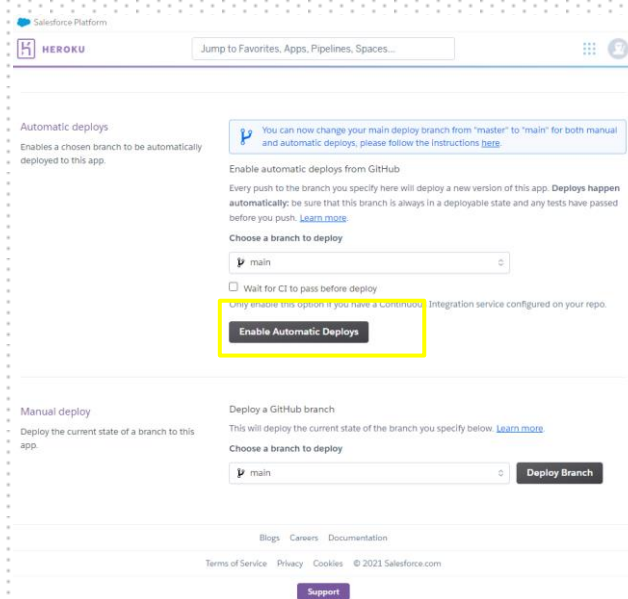 Salesforce Platform
HEROKU
Jump to Favorites, Apps, Pipelines, Spaces...
Automatic deploys
Enables a chosen branch to be automatically
deployed to this app.
You can now change your main deploy branch from "master" to "main" for both manual
and automatic deploys, please follow the instructions here.
Enable automatic deploys from GitHub
Every push to the branch you specify here will deploy a new version of this app. Deploys happen
automatically: be sure that this branch is always in a deployable state and any tests have passed
before you push. Learn more.
Choose a branch to deploy
main
Wait for CI to pass before deploy
Only enable this option if you have a Continuous Integration service configured on your repo.
Enable Automatic Deploys
Manual deploy
Deploy the current state of a branch to this
app.
Deploy a GitHub branch
This will deploy the current state of the branch you specify below. Learn more.
Choose a branch to deploy
main
Deploy Branch
Blogs Careers Documentation
Terms of Service Privacy Cookies © 2021 Salesforce.com
Support